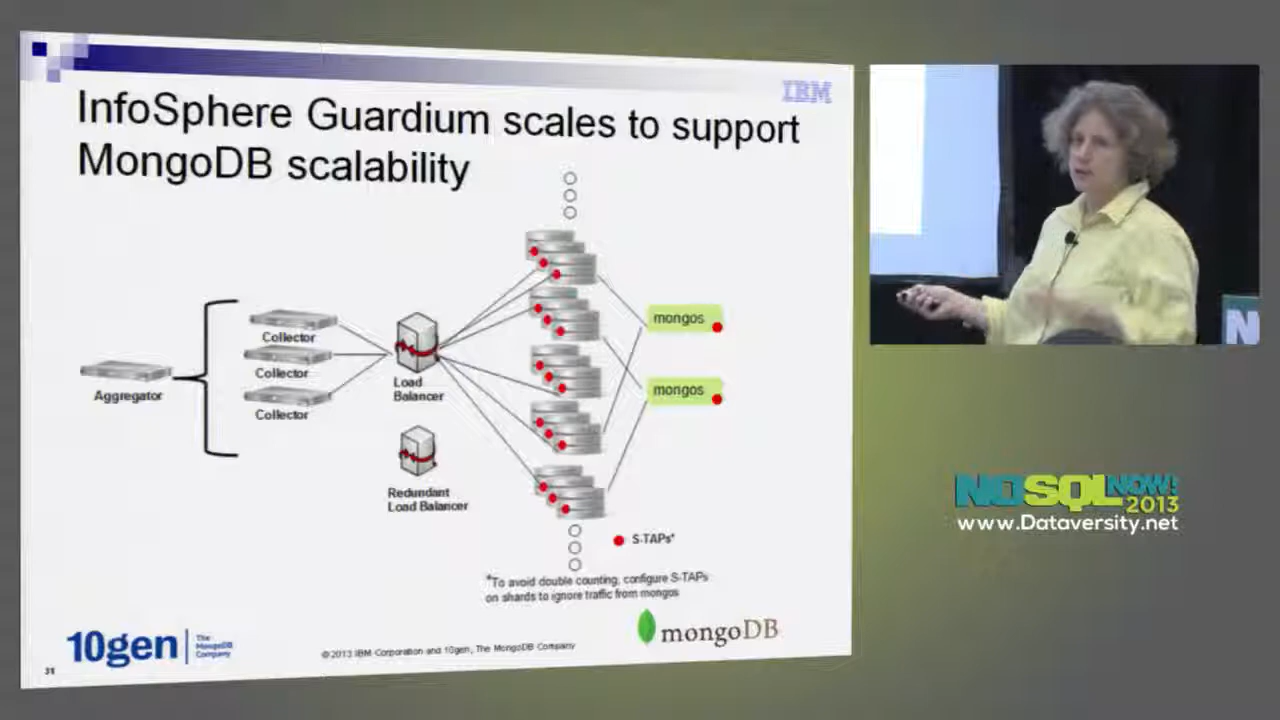 IBM
InfoSphere Guardium scales to support
MongoDB scalability
mongos
Collector
Collector
Aggregator
Load
Balancer
mongos
Collector
Redundant
Load Balancer
S-TAPs*
*To avoid double counting, configure S-TAPs
on shards to ignore traffic from mongos
10gen
The
MongoDB
Company
© 2013 IBM Corporation and 10gen, The MongoDB Company
mongoDB
31
N
NOSQL NOW!
2013
www.Dataversity.net